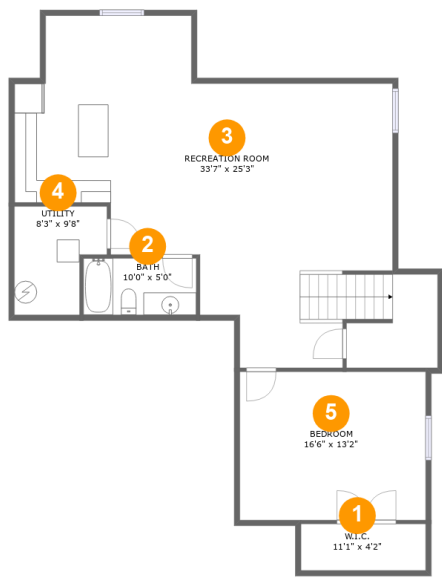 3
RECREATION ROOM
33'7" x 25'3"
4
UTILITY
8'3" x 9'8"
2
BATH
10'0" x 5'0"
5
BEDROOM
16'6" x 13'2"
1
W.I.C.
11'1" x 4'2"